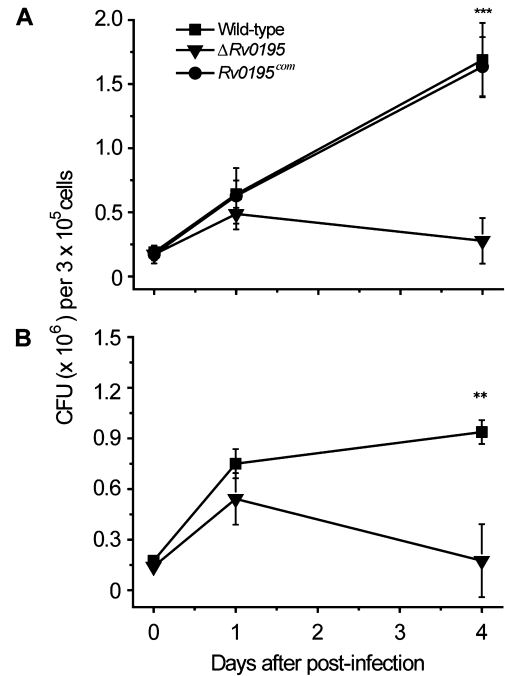 A
Wild-type
ΔRv0195
Rv0195com
***
2.0
1.5
1.0
0.5
0
CFU (x 10⁶) per 3 x 10⁵cells
B
**
1.5
1.2
0.9
0.6
0.3
0
0 1 2 3 4
Days after post-infection